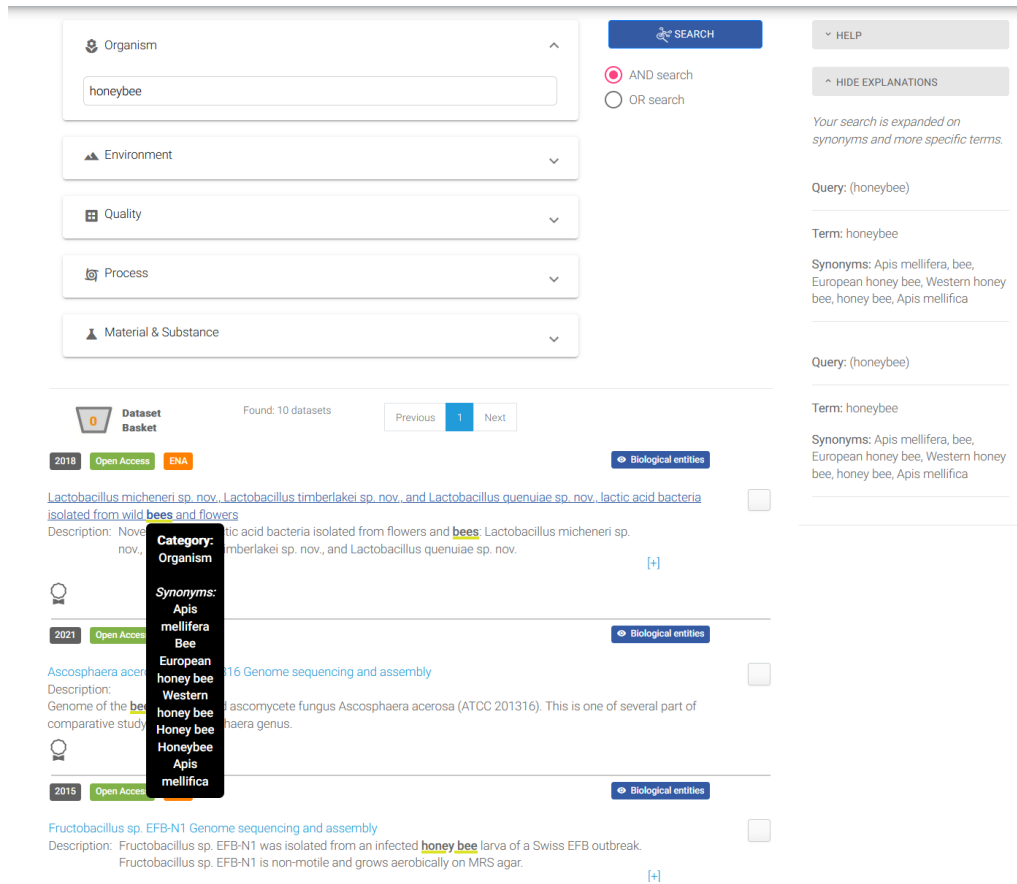 Organism
honeybee
Environment
Quality
Process
Material & Substance
SEARCH
AND search
OR search
HELP
HIDE EXPLANATIONS
Your search is expanded on
synonyms and more specific terms.
Query: (honeybee)
Term: honeybee
Synonyms: Apis mellifera, bee,
European honey bee, Western honey
bee, honey bee, Apis mellifica
Query: (honeybee)
Term: honeybee
Synonyms: Apis mellifera, bee,
European honey bee, Western honey
bee, honey bee, Apis mellifica
0
Dataset
Basket
Found: 10 datasets
Previous 1 Next
2018 Open Access ENA Biological entities
Lactobacillus micheneri sp. nov., Lactobacillus timberlakei sp. nov., and Lactobacillus quenuiae sp. nov., lactic acid bacteria
isolated from wild bees and flowers
Description: Nove tic acid bacteria isolated from flowers and bees: Lactobacillus micheneri sp.
nov., imberlakei sp. nov., and Lactobacillus quenuiae sp. nov.
[+]
Category:
Organism
Synonyms:
Apis
mellifera
Bee
European
honey bee
Western
honey bee
Honey bee
Honeybee
Apis
mellifica
2021 Open Acces Biological entities
Ascosphaera acer 316 Genome sequencing and assembly
Description:
Genome of the bee d ascomycete fungus Ascosphaera acerosa (ATCC 201316). This is one of several part of
comparative study haera genus.
2015 Open Acces Biological entities
Fructobacillus sp. EFB-N1 Genome sequencing and assembly
Description: Fructobacillus sp. EFB-N1 was isolated from an infected honey bee larva of a Swiss EFB outbreak.
Fructobacillus sp. EFB-N1 is non-motile and grows aerobically on MRS agar.
[+]